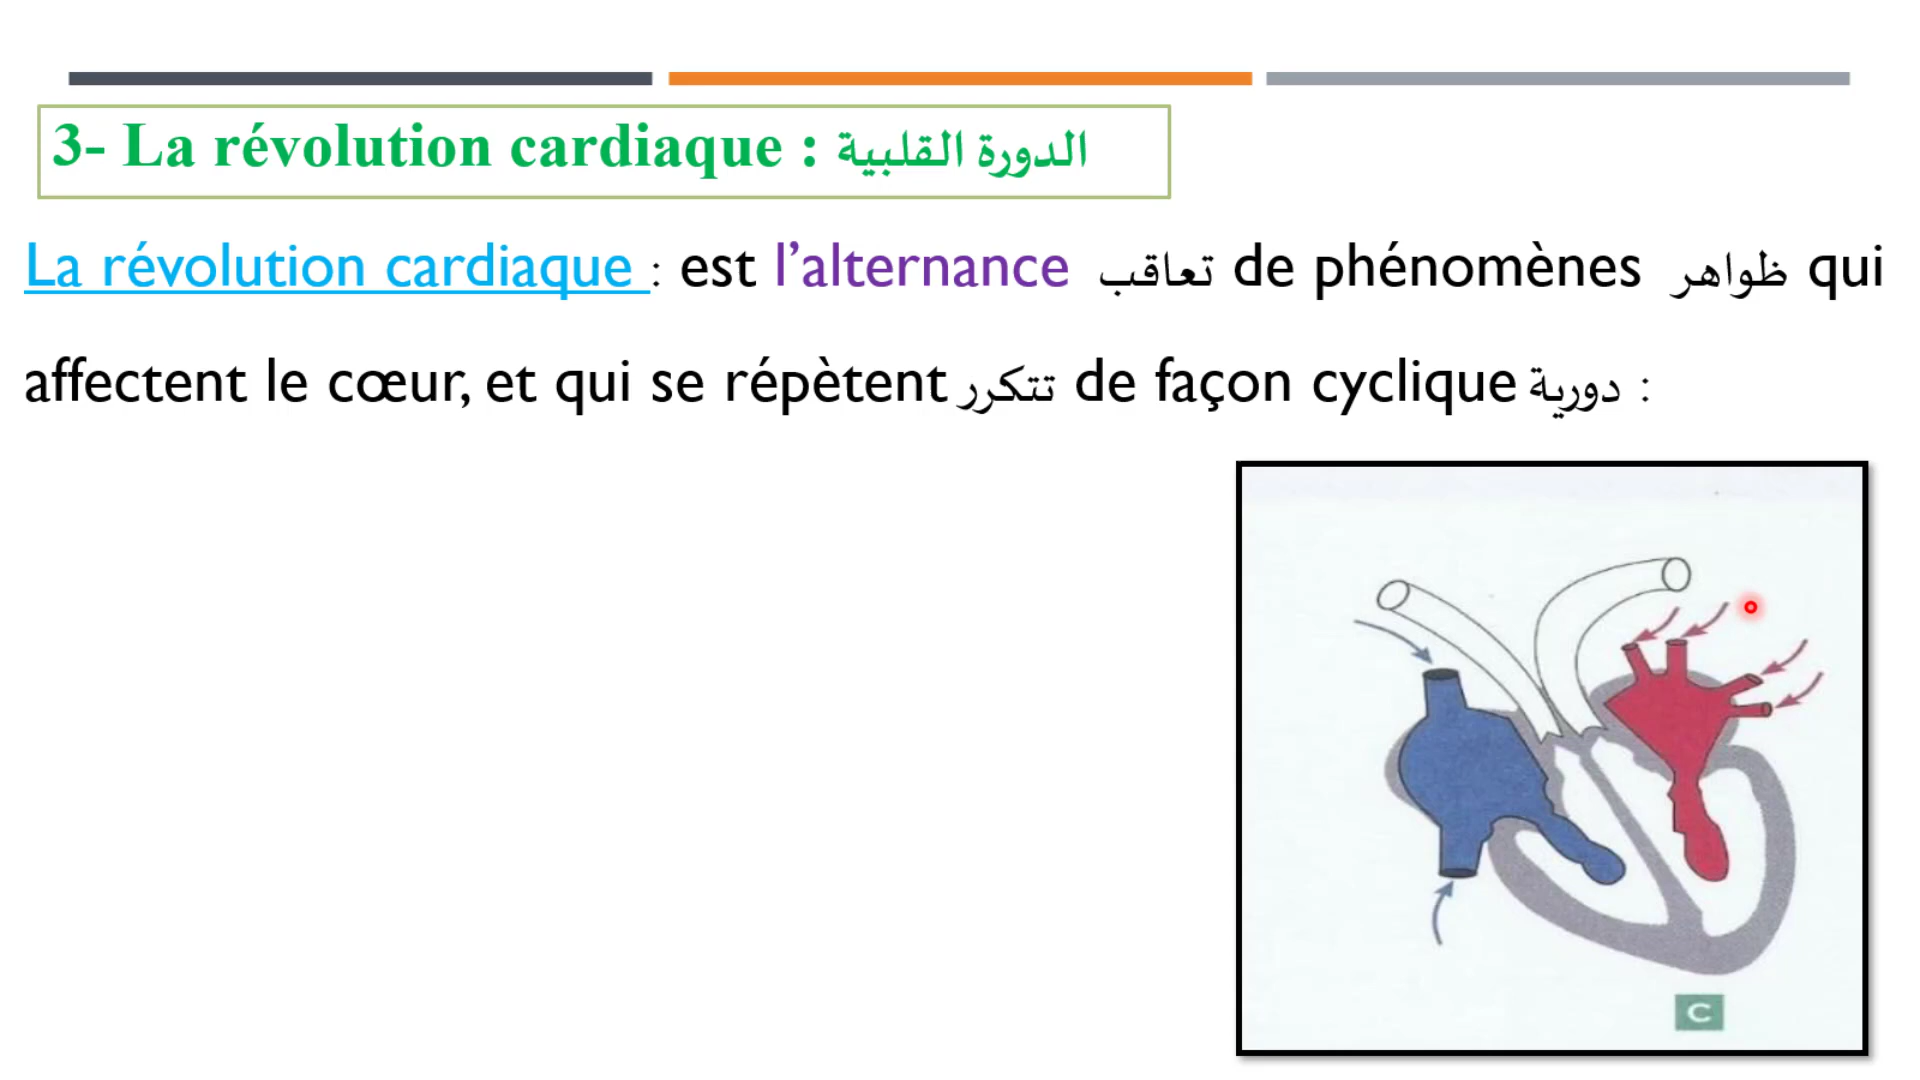 3- La révolution cardiaque : الدورة القلبية
La révolution cardiaque : est l’alternance تعاقب de phénomènes ظواهر qui
affectent le cœur, et qui se répètent تتكرر de façon cyclique دورية :
C